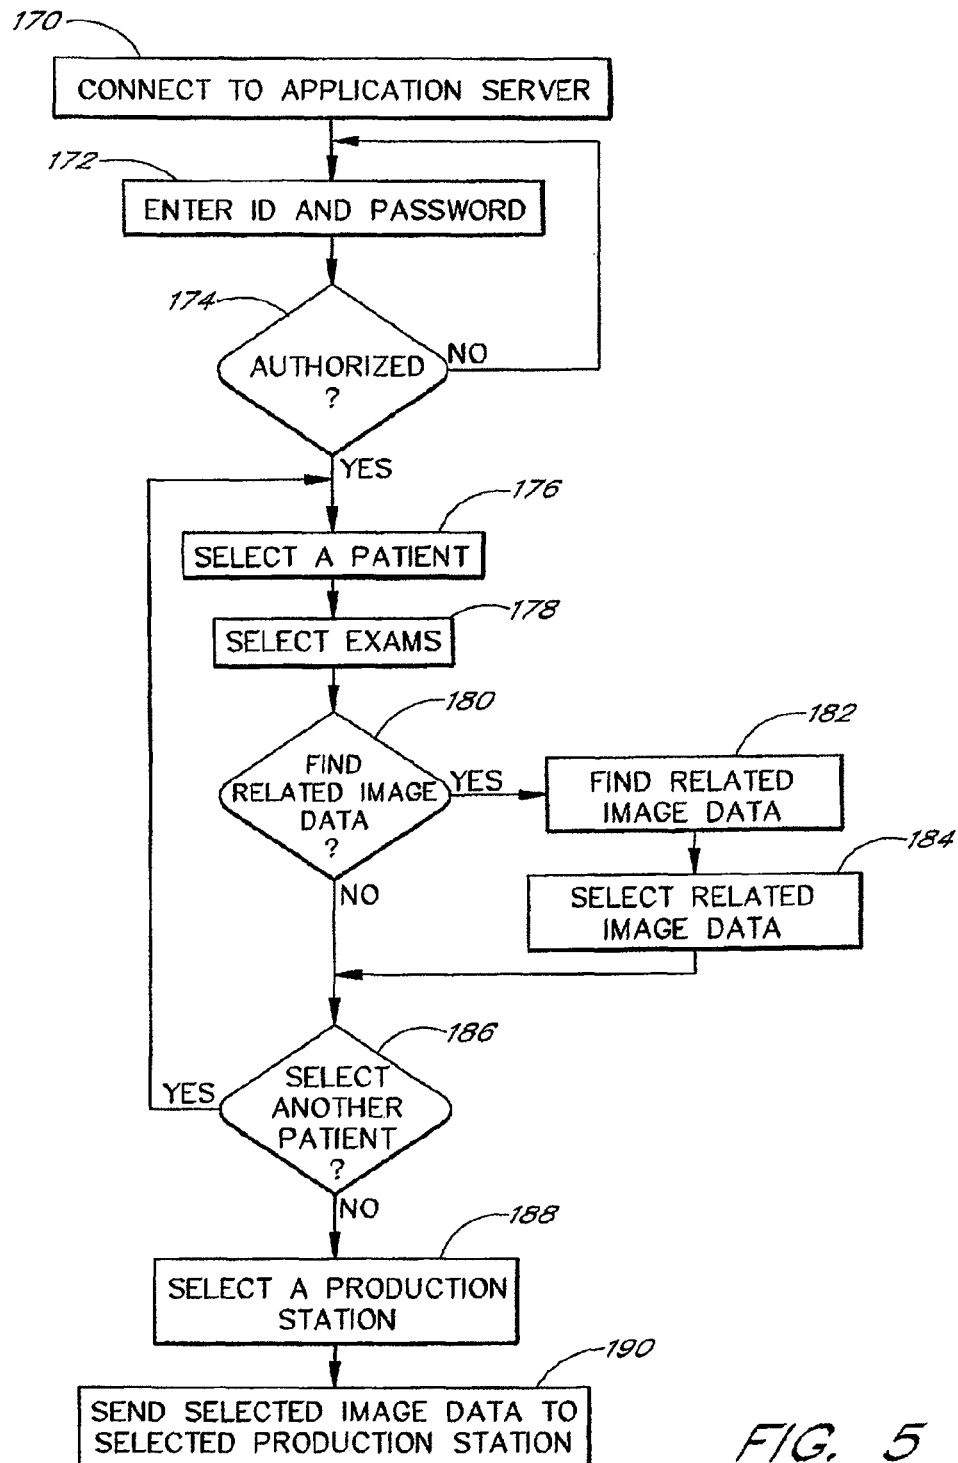 170
CONNECT TO APPLICATION SERVER
172
ENTER ID AND PASSWORD
174
AUTHORIZED
?
NO
YES
176
SELECT A PATIENT
178
SELECT EXAMS
180
FIND
RELATED IMAGE
DATA
?
YES
182
FIND RELATED
IMAGE DATA
184
SELECT RELATED
IMAGE DATA
NO
186
SELECT
ANOTHER
PATIENT
?
YES
NO
188
SELECT A PRODUCTION
STATION
190
SEND SELECTED IMAGE DATA TO
SELECTED PRODUCTION STATION
FIG. 5